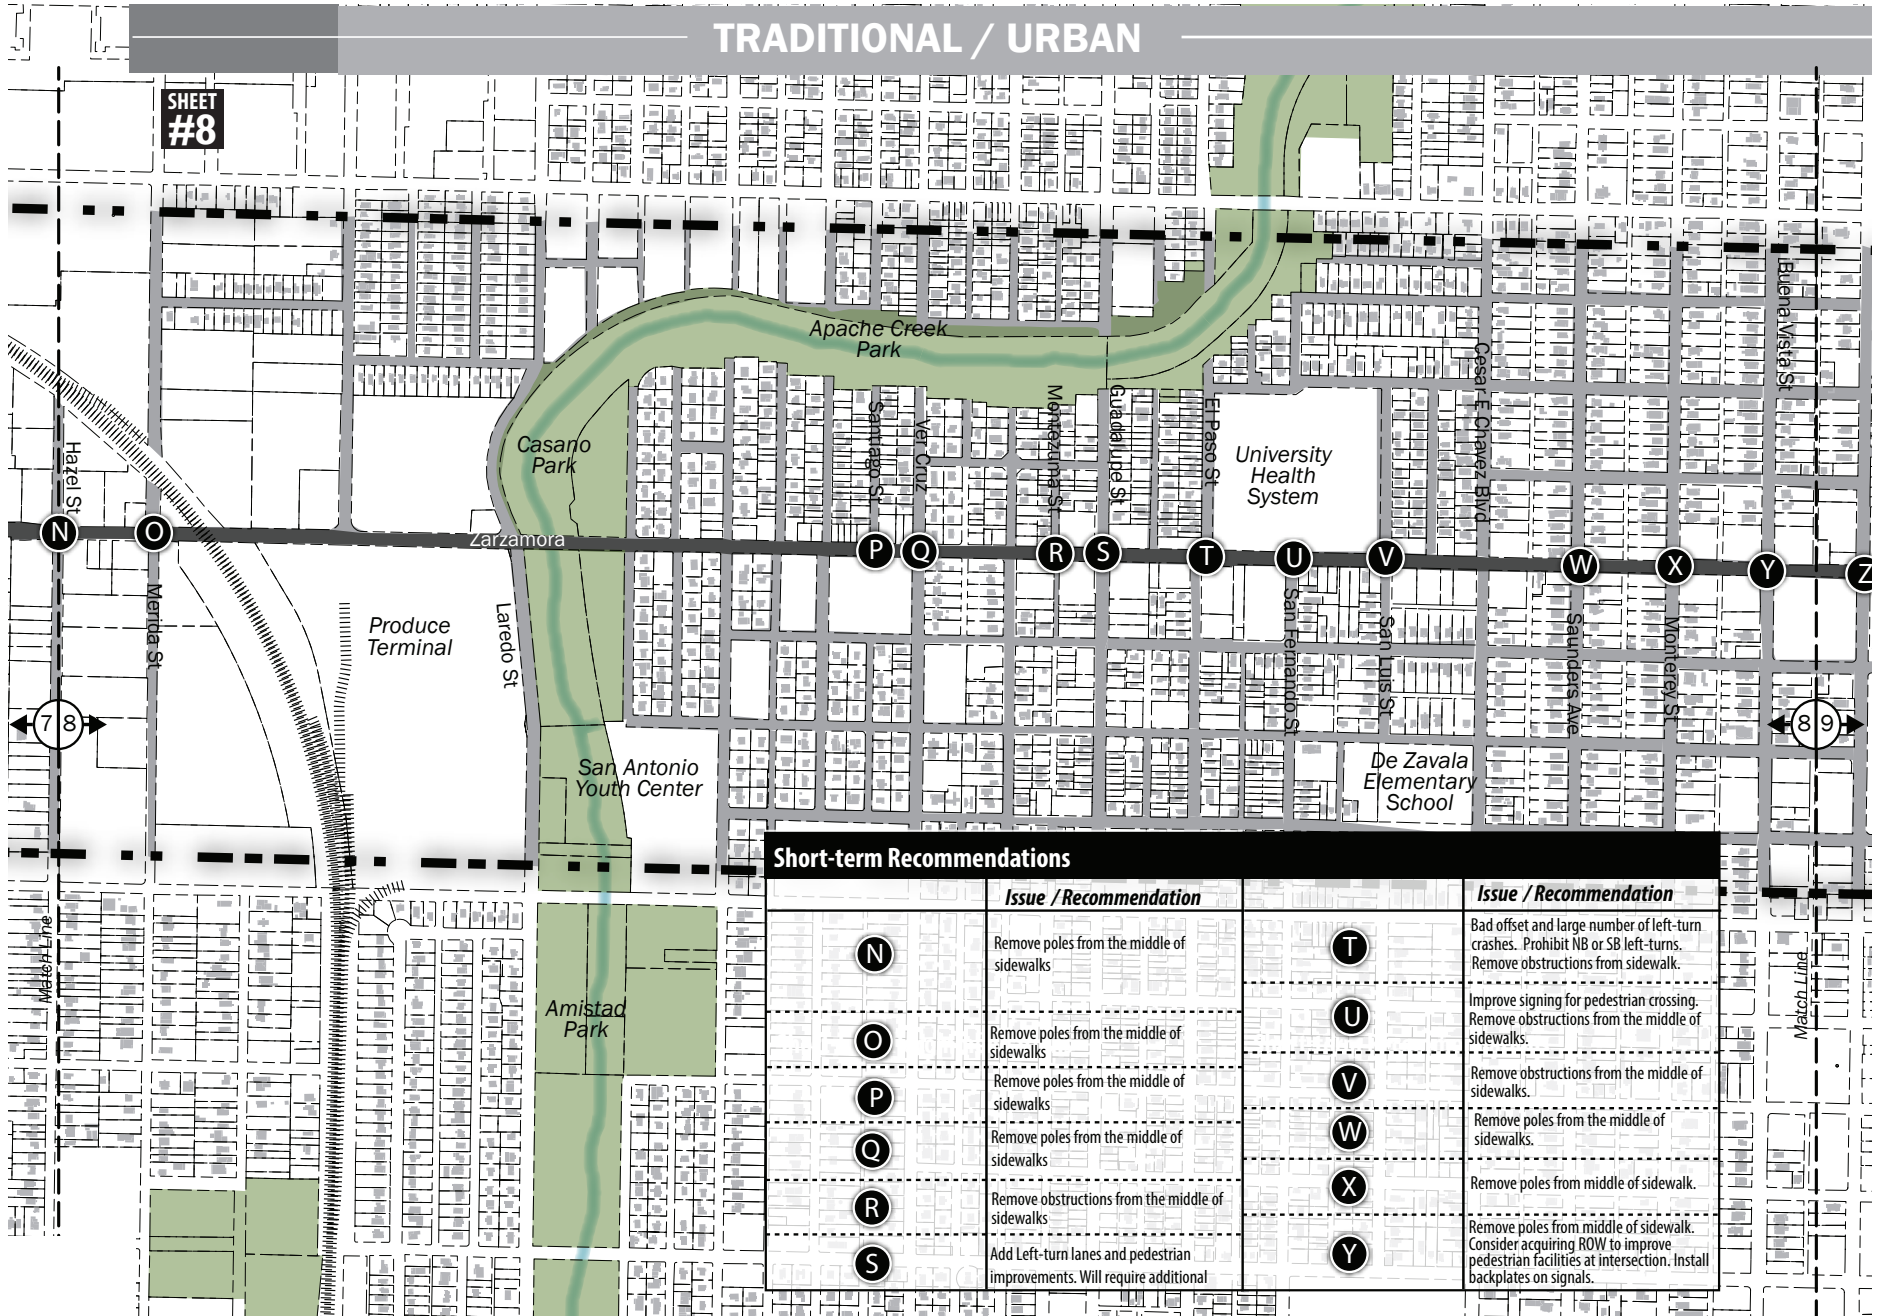 TRADITIONAL / URBAN
SHEET
#8
Buena Vista St
Apache Creek
Park
Cesar E Chavez Blvd
Casano
Park
Hazel St
Santiago St
Ver Cruz
Montezuma St
Guadalupe St
El Paso St
University
Health
System
N
O
Zarzamora
P
Q
R
S
T
U
V
W
X
Y
Z
Merida St
Produce
Terminal
Laredo St
San Fernando St
San Luis St
Saunders Ave
Monterey St
7 8
8 9
San Antonio
Youth Center
De Zavala
Elementary
School
Match Line
Match Line
Amistad
Park
Short-term Recommendations
Issue / Recommendation
N
Remove poles from the middle of
sidewalks
O
Remove poles from the middle of
sidewalks
P
Remove poles from the middle of
sidewalks
Q
Remove poles from the middle of
sidewalks
R
Remove obstructions from the middle of
sidewalks
S
Add Left-turn lanes and pedestrian
improvements. Will require additional
Issue / Recommendation
T
Bad offset and large number of left-turn
crashes. Prohibit NB or SB left-turns.
Remove obstructions from sidewalk.
U
Improve signing for pedestrian crossing.
Remove obstructions from the middle of
sidewalks.
V
Remove obstructions from the middle of
sidewalks.
W
Remove poles from the middle of
sidewalks.
X
Remove poles from middle of sidewalk.
Y
Remove poles from middle of sidewalk.
Consider acquiring ROW to improve
pedestrian facilities at intersection. Install
backplates on signals.